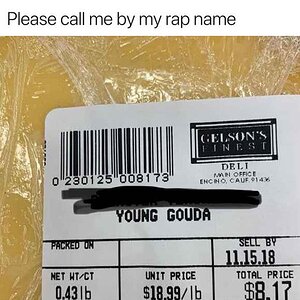 Please call me by my rap name
GELSON'S
FINEST
DELI
MAIN OFFICE
ENCINO, CALIF. 91436
0 230125 008173
YOUNG GOUDA
PACKED ON
SELL BY
11.15.18
NET WT/CT
UNIT PRICE
TOTAL PRICE
0.43lb
$18.99/lb
$8.17